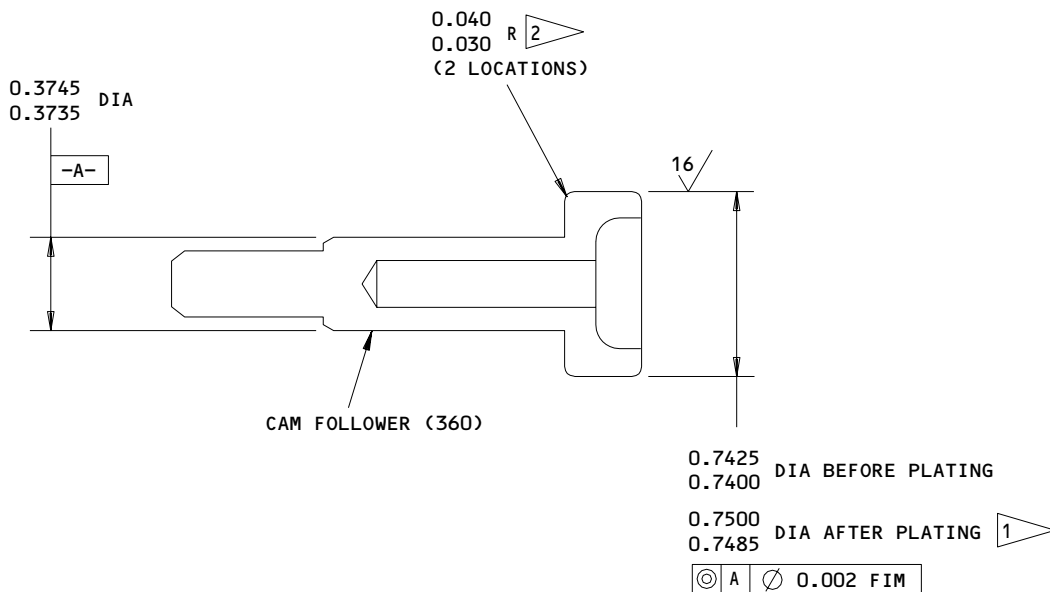 0.040
0.030 R 2
(2 LOCATIONS)
0.3745
0.3735 DIA
-A-
16
CAM FOLLOWER (360)
0.7425
0.7400 DIA BEFORE PLATING
0.7500
0.7485 DIA AFTER PLATING 1
◎ A ∅ 0.002 FIM